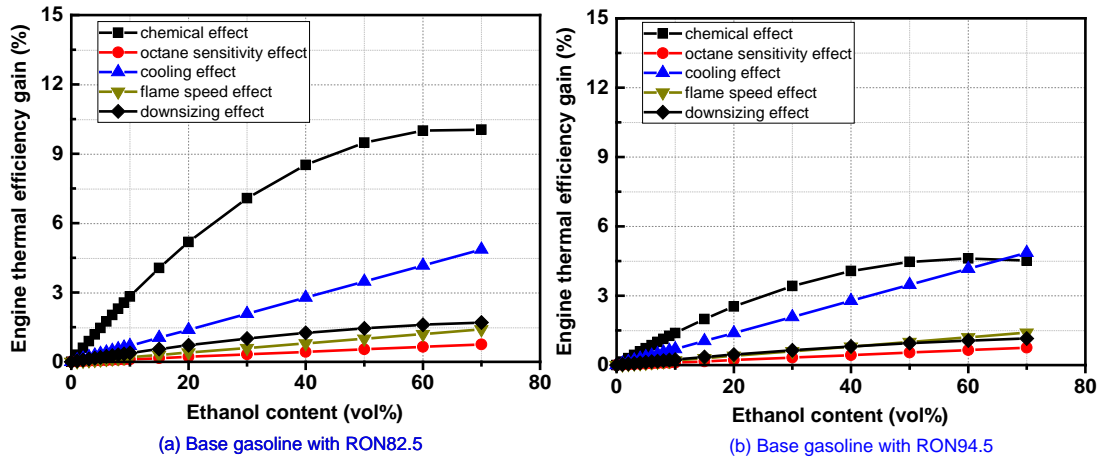 Engine thermal efficiency gain (%)
15
12
9
6
3
0
chemical effect
octane sensitivity effect
cooling effect
flame speed effect
downsizing effect
0 20 40 60 80
Ethanol content (vol%)
(a) Base gasoline with RON82.5
Engine thermal efficiency gain (%)
15
12
9
6
3
0
chemical effect
octane sensitivity effect
cooling effect
flame speed effect
downsizing effect
0 20 40 60 80
Ethanol content (vol%)
(b) Base gasoline with RON94.5